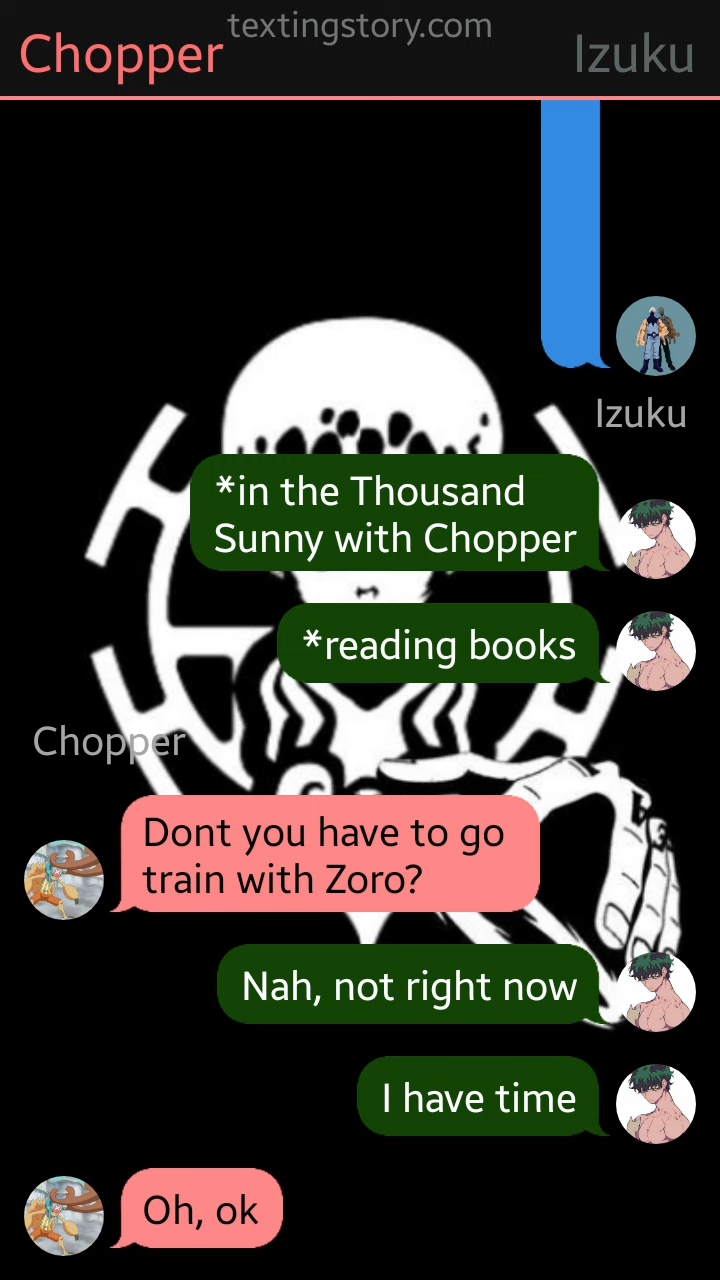 textingstory.com
Chopper
Izuku
Izuku
*in the Thousand
Sunny with Chopper
*reading books
Chopper
Dont you have to go
train with Zoro?
Nah, not right now
I have time
Oh, ok